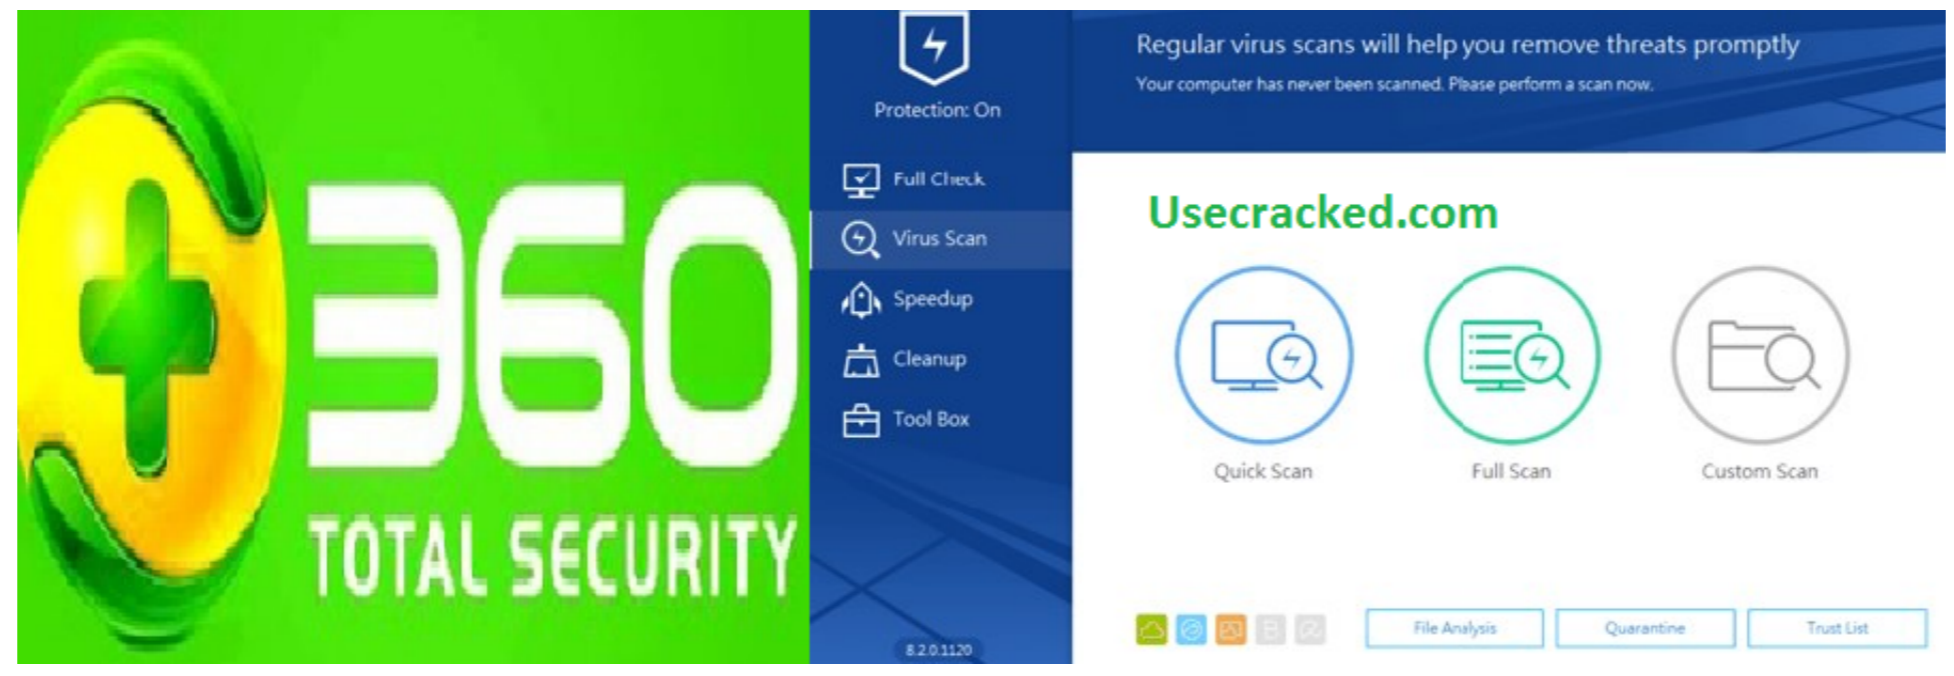 360
TOTAL SECURITY
Protection: On
Full Check
Virus Scan
Speedup
Cleanup
Tool Box
8.2.0.1120
Regular virus scans will help you remove threats promptly
Your computer has never been scanned. Please perform a scan now.
Usecracked.com
Quick Scan
Full Scan
Custom Scan
File Analysis
Quarantine
Trust List